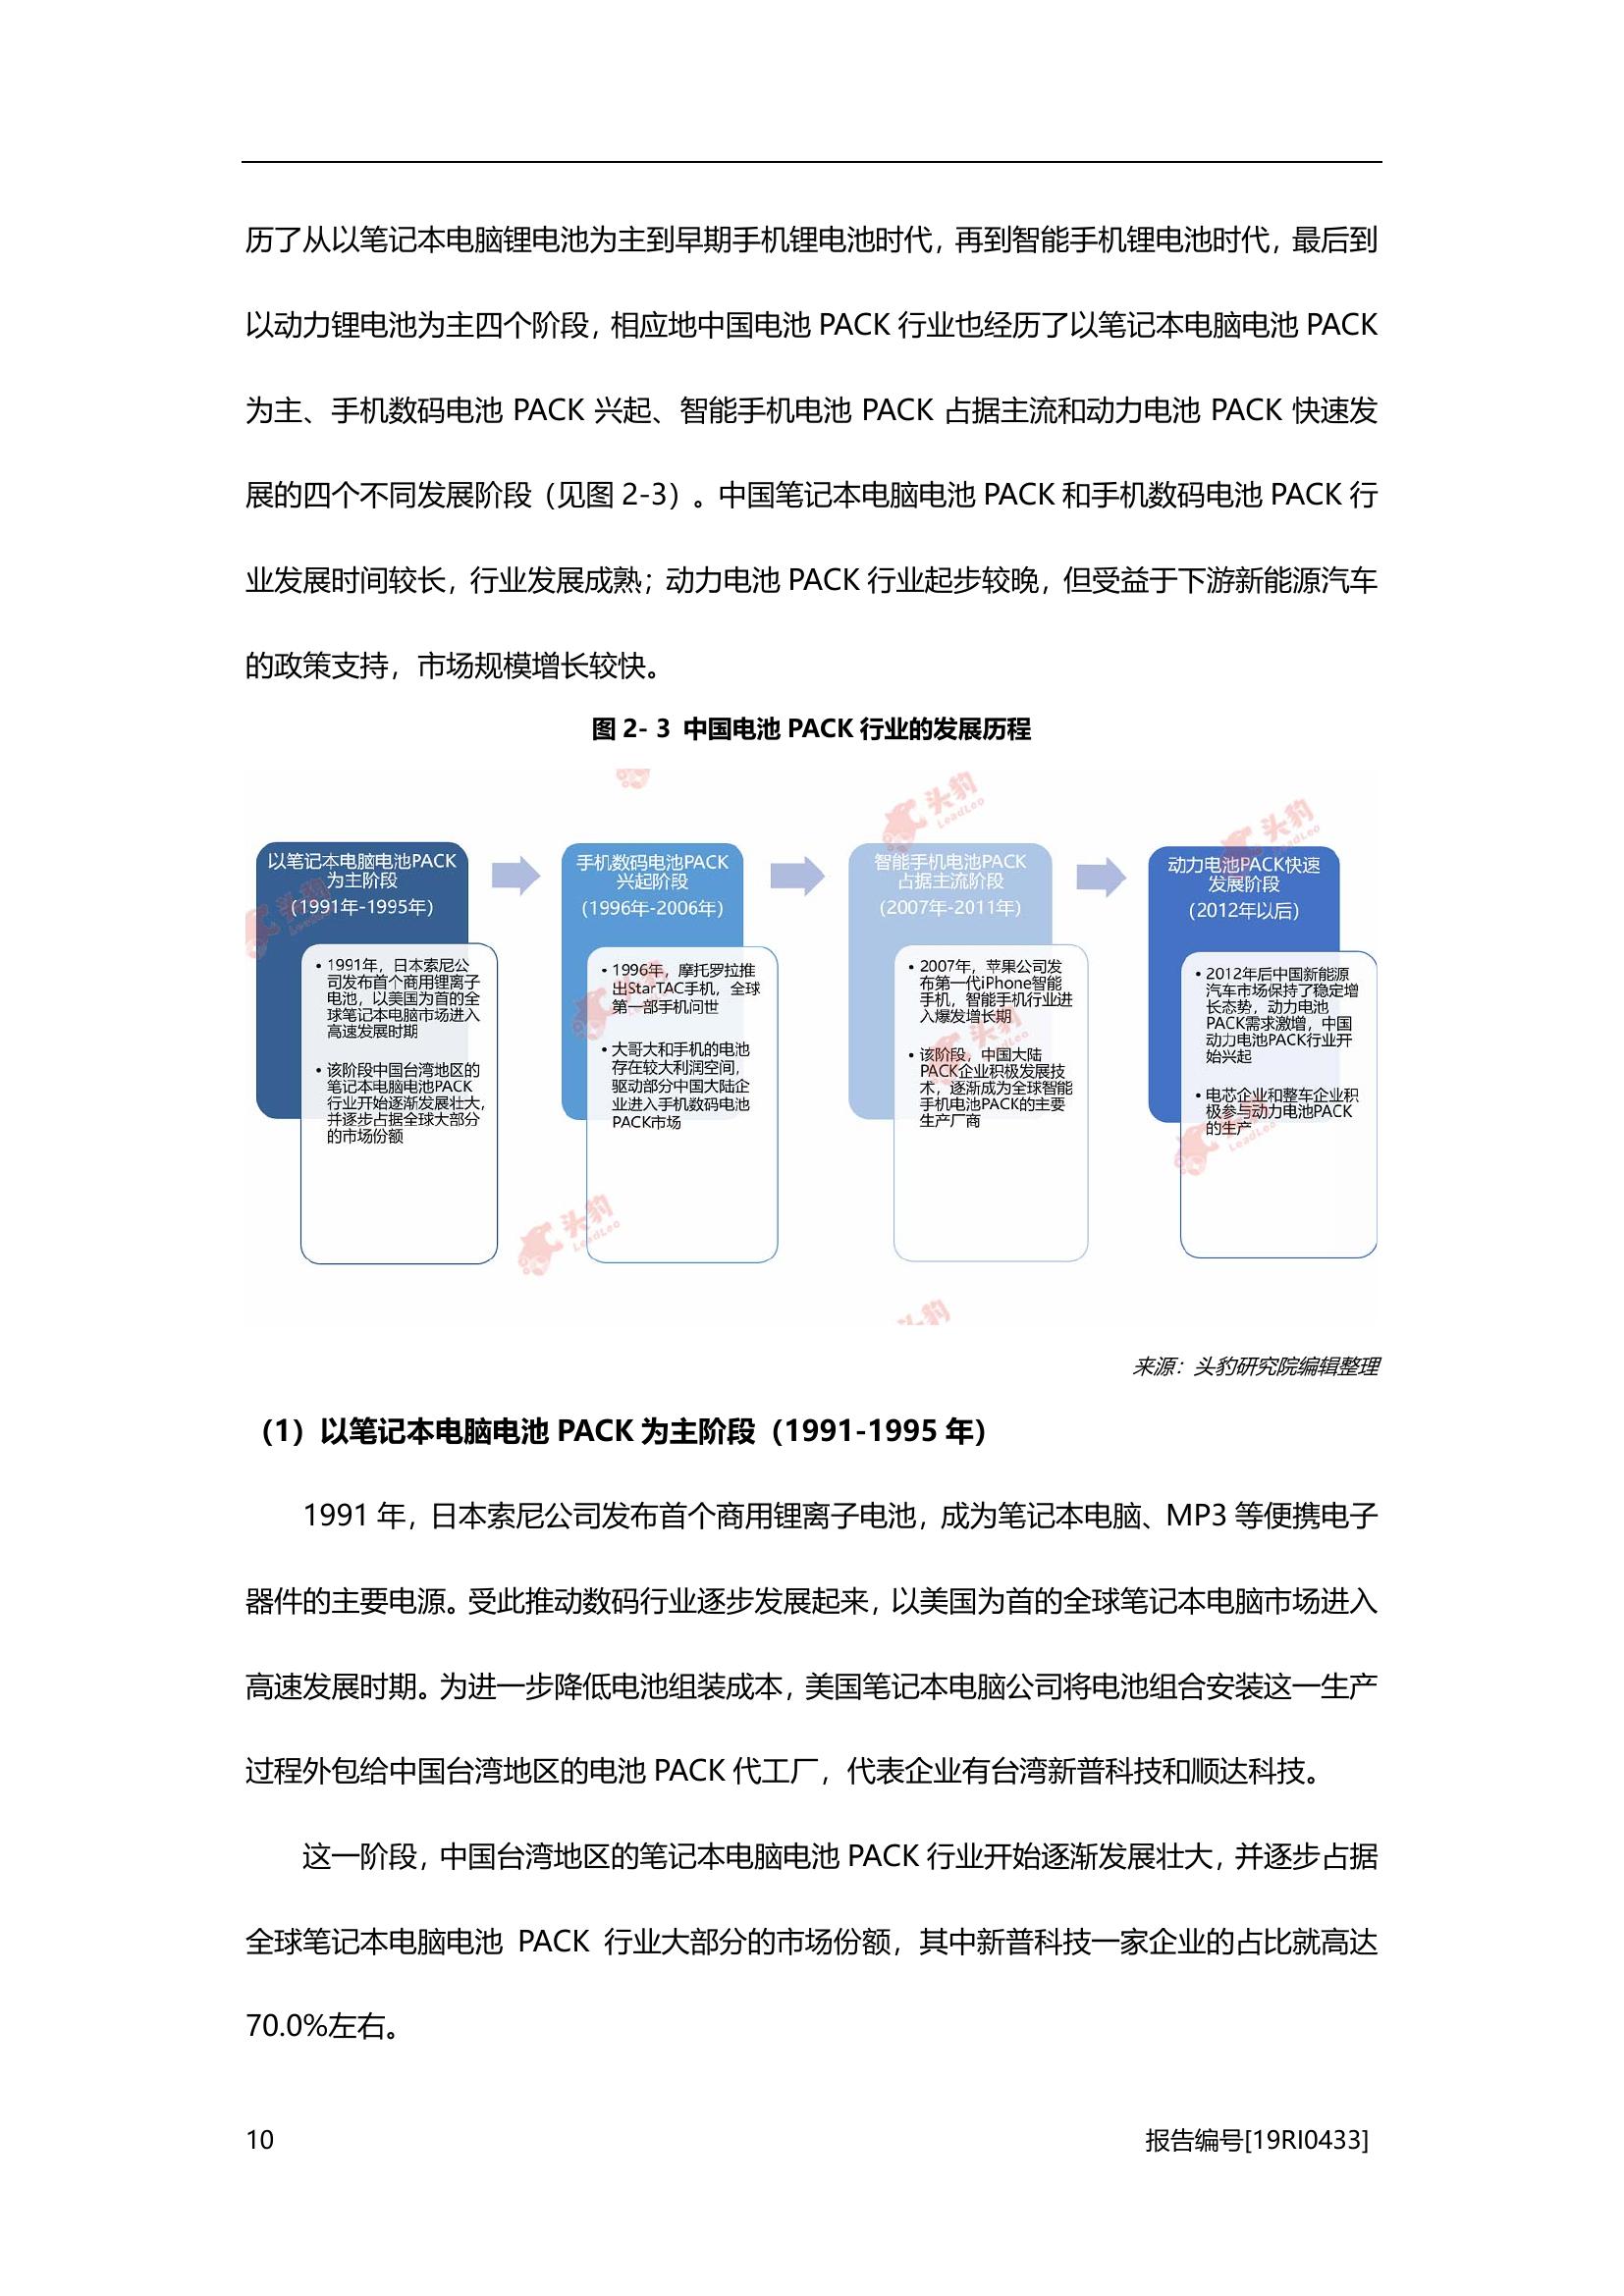 历了从以笔记本电脑锂电池为主到早期手机锂电池时代，再到智能手机锂电池时代，最后到
以动力锂电池为主四个阶段，相应地中国电池 PACK 行业也经历了以笔记本电脑电池 PACK
为主、手机数码电池 PACK 兴起、智能手机电池 PACK 占据主流和动力电池 PACK 快速发
展的四个不同发展阶段（见图 2-3）。中国笔记本电脑电池 PACK 和手机数码电池 PACK 行
业发展时间较长，行业发展成熟；动力电池 PACK 行业起步较晚，但受益于下游新能源汽车
的政策支持，市场规模增长较快。
图 2- 3 中国电池 PACK 行业的发展历程
以笔记本电脑电池PACK
为主阶段
（1991年-1995年）
• 1991年，日本索尼公
司发布首个商用锂离子
电池，以美国为首的全
球笔记本电脑市场进入
高速发展时期
• 该阶段中国台湾地区的
笔记本电脑电池PACK
行业开始逐渐发展壮大，
并逐步占据全球大部分
的市场份额
手机数码电池PACK
兴起阶段
（1996年-2006年）
• 1996年，摩托罗拉推
出StarTAC手机，全球
第一部手机问世
• 大哥大和手机的电池
存在较大利润空间，
驱动部分中国大陆企
业进入手机数码电池
PACK市场
智能手机电池PACK
占据主流阶段
（2007年-2011年）
• 2007年，苹果公司发
布第一代iPhone智能
手机，智能手机行业进
入爆发增长期
• 该阶段，中国大陆
PACK企业积极发展技
术，逐渐成为全球智能
手机电池PACK的主要
生产厂商
动力电池PACK快速
发展阶段
（2012年以后）
• 2012年后中国新能源
汽车市场保持了稳定增
长态势，动力电池
PACK需求激增，中国
动力电池PACK行业开
始兴起
• 电芯企业和整车企业积
极参与动力电池PACK
的生产
头豹
LeadLeo
头豹
LeadLeo
头豹
头豹
LeadLeo
头豹
LeadLeo
头豹
LeadLeo
头豹
LeadLeo
头豹
来源：头豹研究院编辑整理
（1）以笔记本电脑电池 PACK 为主阶段（1991-1995 年）
1991 年，日本索尼公司发布首个商用锂离子电池，成为笔记本电脑、MP3 等便携电子
器件的主要电源。受此推动数码行业逐步发展起来，以美国为首的全球笔记本电脑市场进入
高速发展时期。为进一步降低电池组装成本，美国笔记本电脑公司将电池组合安装这一生产
过程外包给中国台湾地区的电池 PACK 代工厂，代表企业有台湾新普科技和顺达科技。
这一阶段，中国台湾地区的笔记本电脑电池 PACK 行业开始逐渐发展壮大，并逐步占据
全球笔记本电脑电池 PACK 行业大部分的市场份额，其中新普科技一家企业的占比就高达
70.0%左右。
10
报告编号[19RI0433]